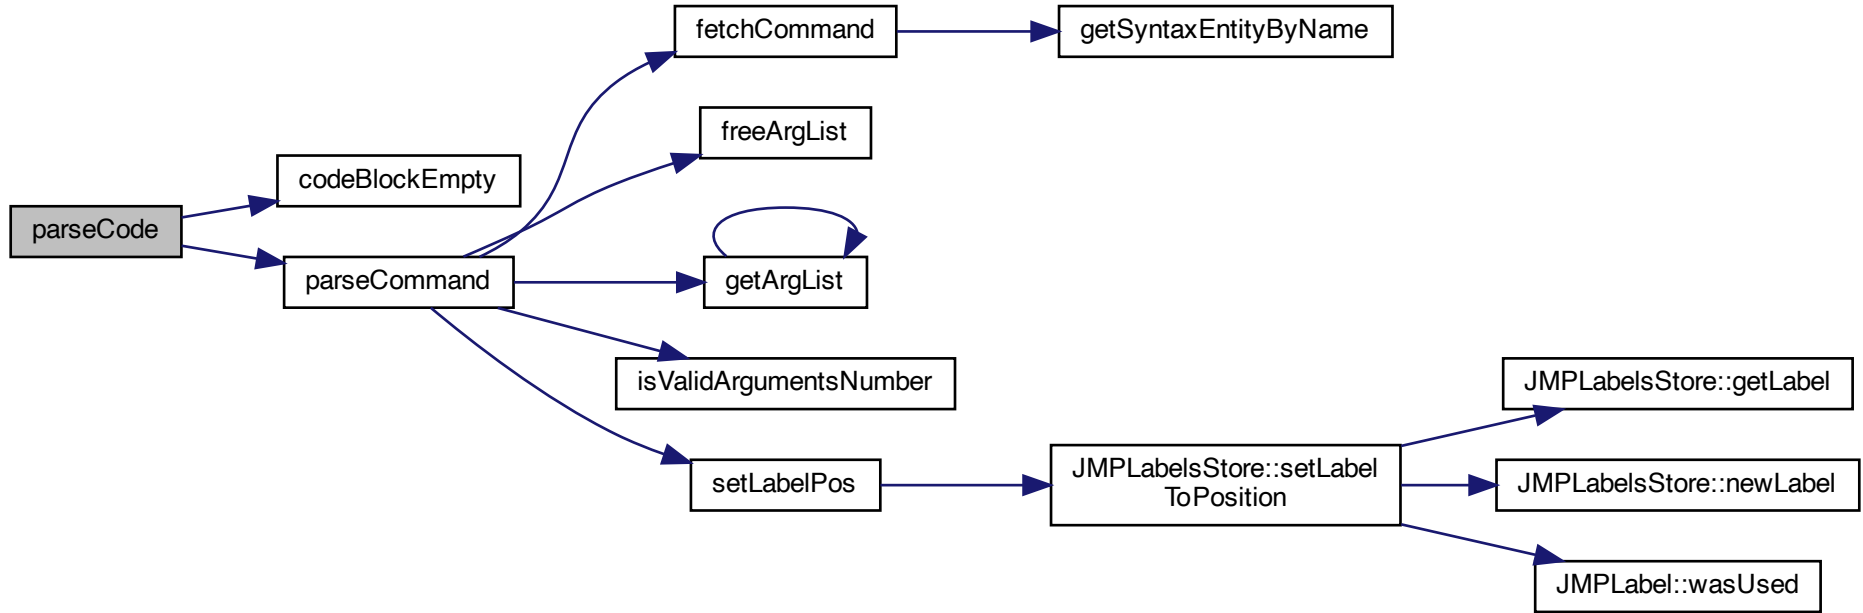 parseCode
codeBlockEmpty
parseCommand
fetchCommand
freeArgList
getArgList
isValidArgumentsNumber
setLabelPos
getSyntaxEntityByName
JMPLabelsStore::setLabel
ToPosition
JMPLabelsStore::getLabel
JMPLabelsStore::newLabel
JMPLabel::wasUsed